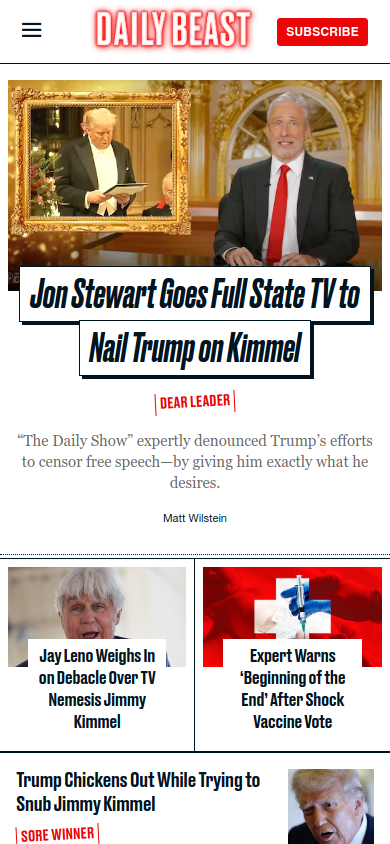 DAILY BEAST
SUBSCRIBE
Jon Stewart Goes Full State TV to
Nail Trump on Kimmel
DEAR LEADER
“The Daily Show” expertly denounced Trump’s efforts
to censor free speech—by giving him exactly what he
desires.
Matt Wilstein
Jay Leno Weighs In
on Debacle Over TV
Nemesis Jimmy
Kimmel
Expert Warns
‘Beginning of the
End’ After Shock
Vaccine Vote
Trump Chickens Out While Trying to
Snub Jimmy Kimmel
SORE WINNER